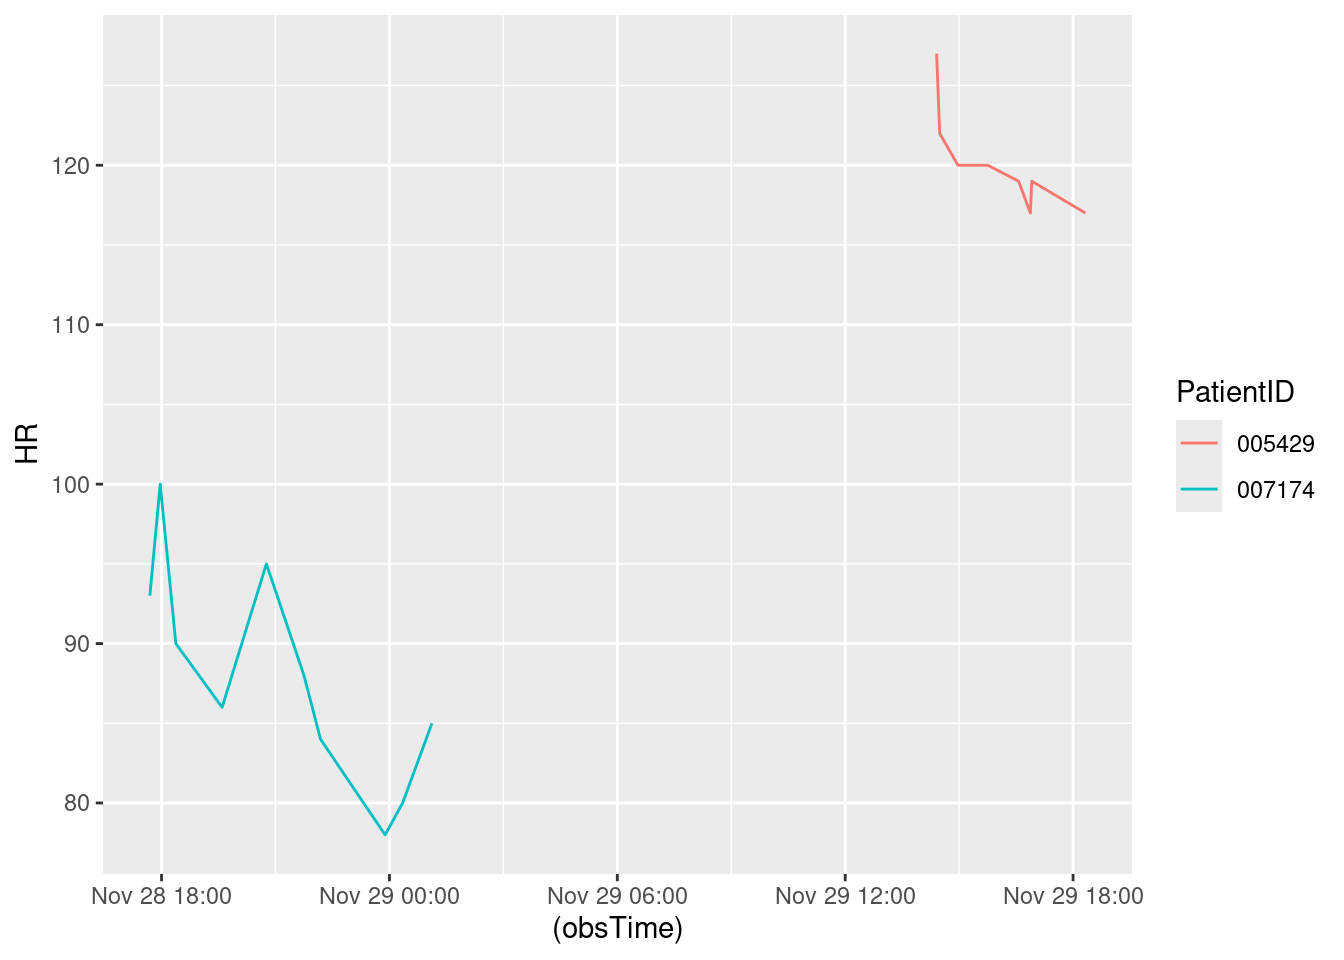 120
110
100
90
80
HR
Nov 28 18:00
Nov 29 00:00
Nov 29 06:00
Nov 29 12:00
Nov 29 18:00
(obsTime)
PatientID
005429
007174